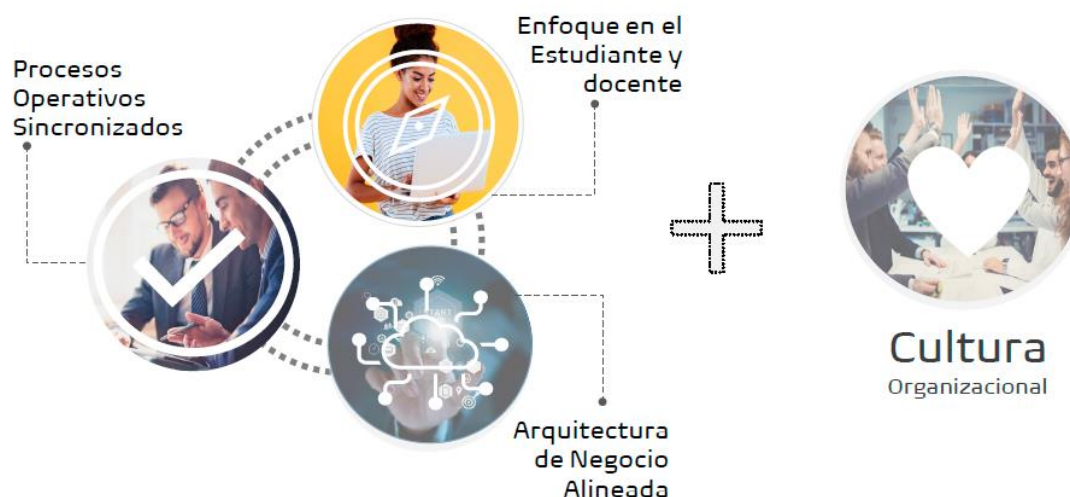 Procesos
Operativos
Sincronizados
Enfoque en el
Estudiante y
docente
Arquitectura
de Negocio
Alineada
Cultura
Organizacional